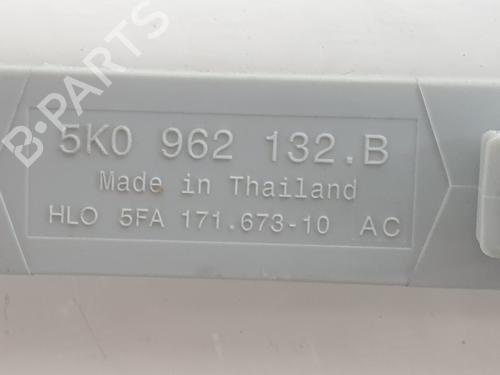 B-PARTS
5K0 962 132.B
Made in Thailand
HLO 5FA 171.673-10 AC